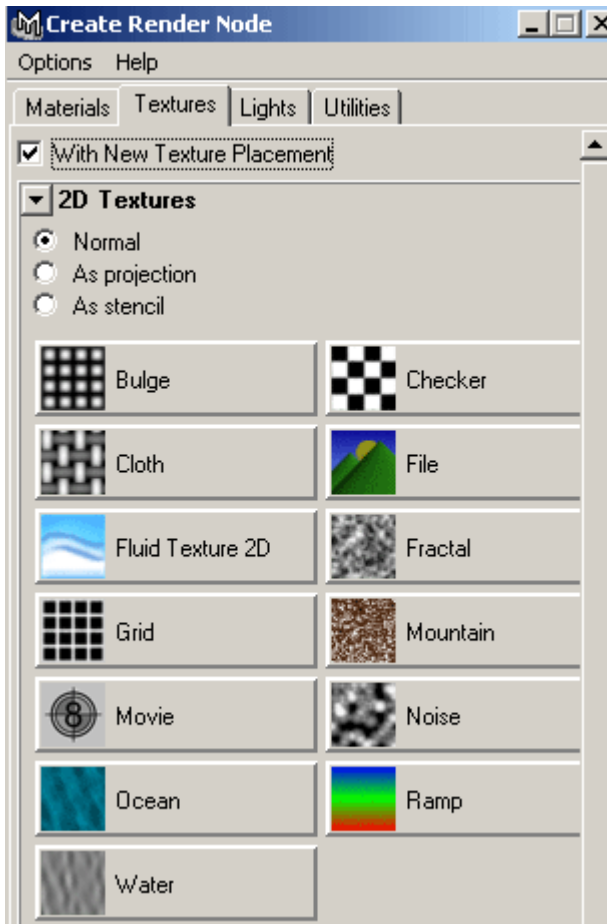 Create Render Node
Options Help
Materials Textures Lights Utilities
With New Texture Placement
2D Textures
Normal
As projection
As stencil
Bulge Checker
Cloth File
Fluid Texture 2D Fractal
Grid Mountain
8
Movie Noise
Ocean Ramp
Water